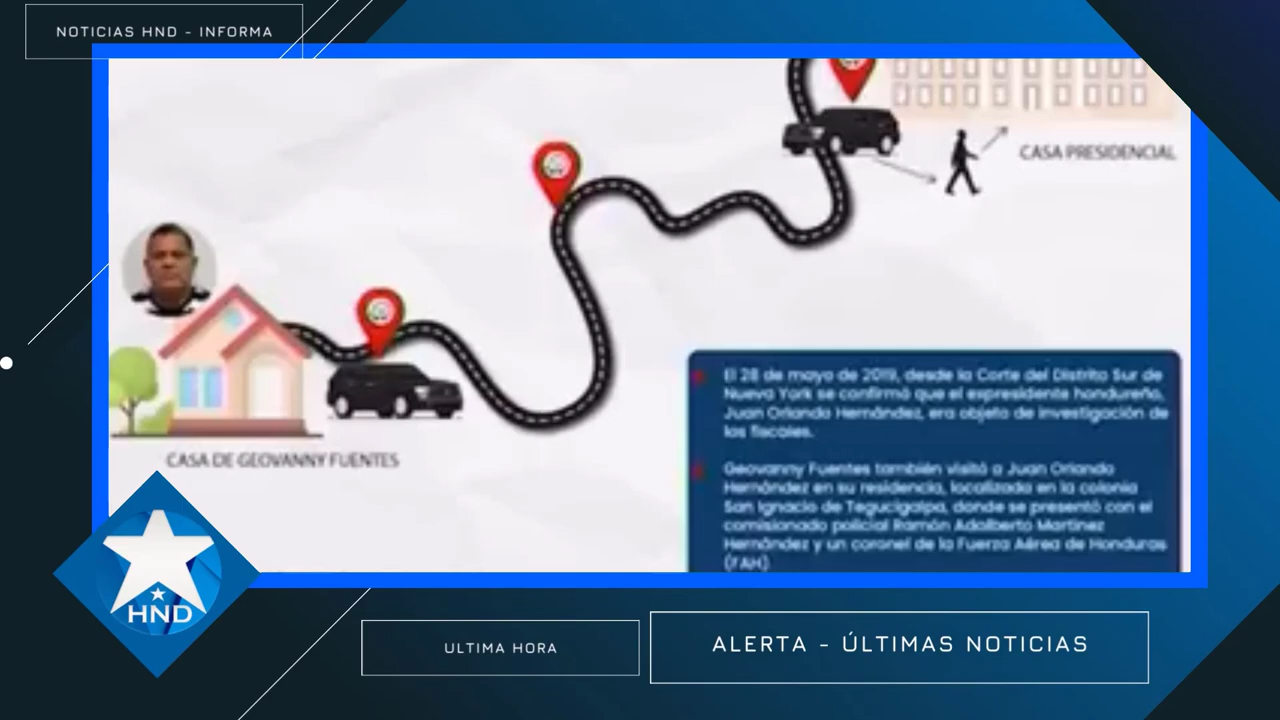 NOTICIAS HND - INFORMA
CASA PRESIDENCIAL
CASA DE GEOVANNY FUENTES
El 28 de mayo de 2019, desde la Corte del Distrito Sur de
Nueva York se confirmó que el expresidente hondureño,
Juan Orlando Hernández, era objeto de investigación de
los fiscales.
Geovanny Fuentes también visitó a Juan Orlando
Hernández en su residencia, localizada en la colonia
San Ignacio de Tegucigalpa, donde se presentó con el
comisionado policial Ramón Adalberto Martínez
Hernández y un coronel de la Fuerza Aérea de Honduras
(FAH)
HND
ULTIMA HORA
ALERTA - ÚLTIMAS NOTICIAS